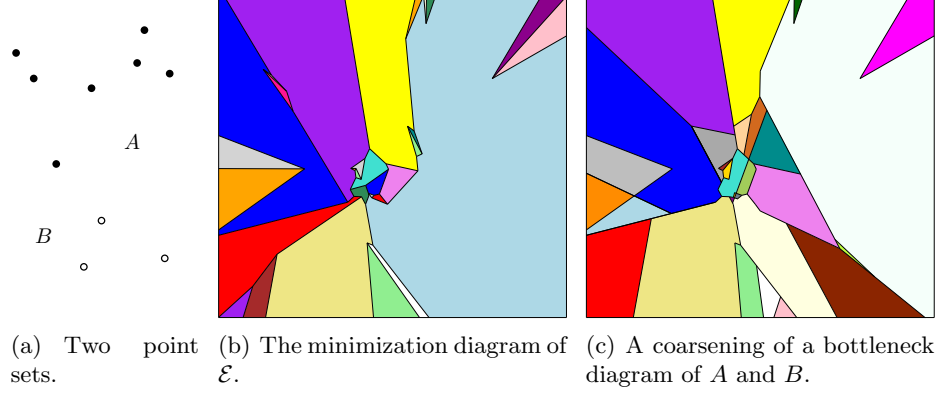 A
B
(a) Two point
sets.
(b) The minimization diagram of
ℰ.
(c) A coarsening of a bottleneck
diagram of A and B.